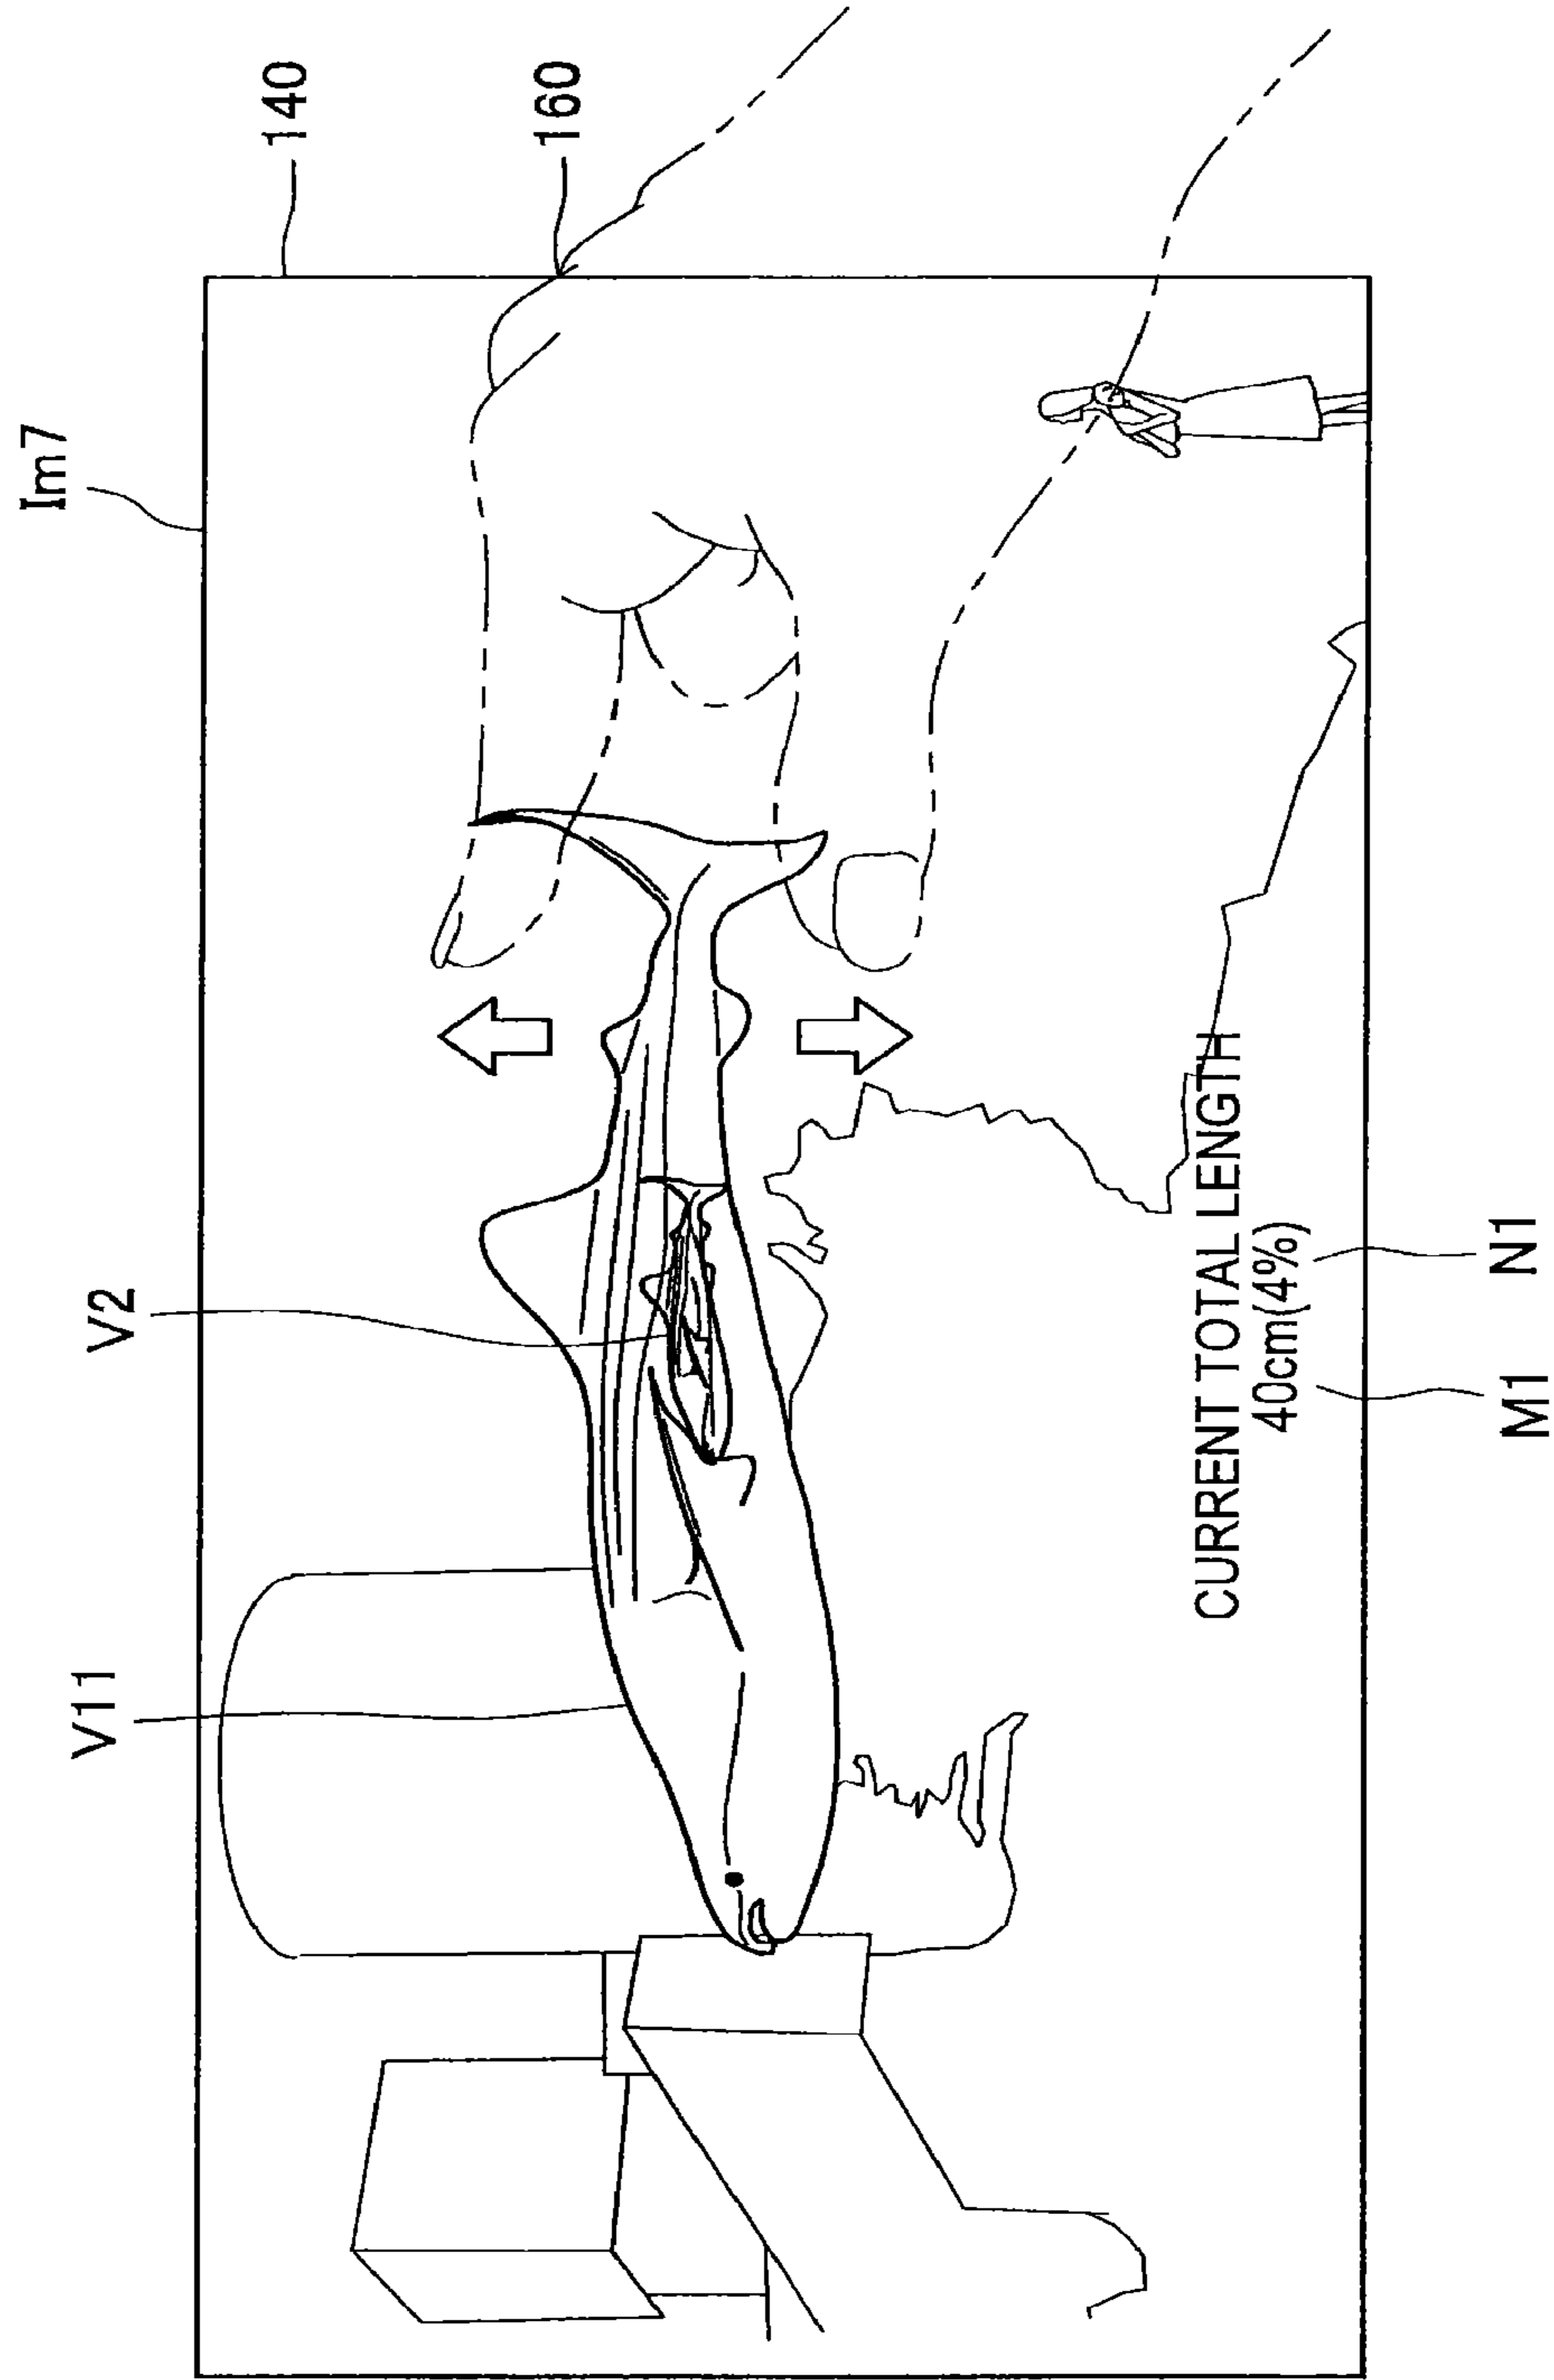 Im7
140
160
V11
V2
CURRENT TOTAL LENGTH
40cm(4%)
M1
N1